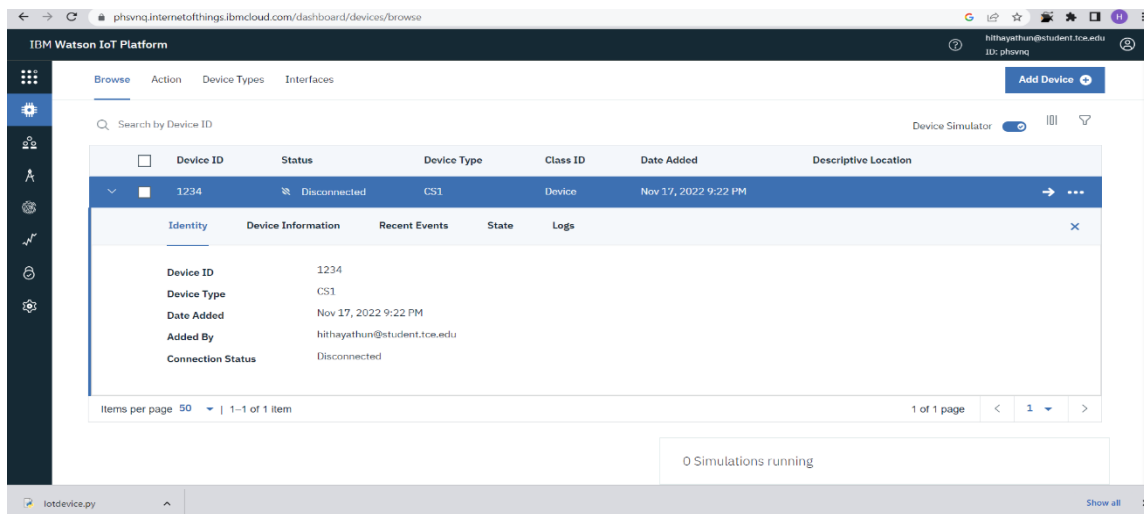 phsvnq.internetofthings.ibmcloud.com/dashboard/devices/browse
H
IBM Watson IoT Platform
hithayathun@student.tce.edu
ID: phsvnq
Browse Action Device Types Interfaces
Add Device
Search by Device ID
Device Simulator
Device ID Status Device Type Class ID Date Added Descriptive Location
1234 Disconnected CS1 Device Nov 17, 2022 9:22 PM
Identity Device Information Recent Events State Logs
Device ID 1234
Device Type CS1
Date Added Nov 17, 2022 9:22 PM
Added By hithayathun@student.tce.edu
Connection Status Disconnected
Items per page 50 | 1–1 of 1 item 1 of 1 page 1
0 Simulations running
Iotdevice.py Show all